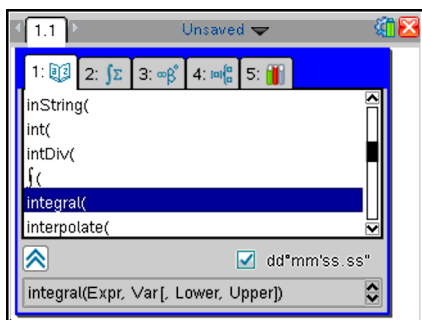 1.1 Unsaved
1: 2: ∫Σ 3: ∞β° 4: 5:
inString(
int(
intDiv(
∫(
integral(
interpolate(
dd°mm'ss.ss"
integral(Expr, Var[, Lower, Upper])